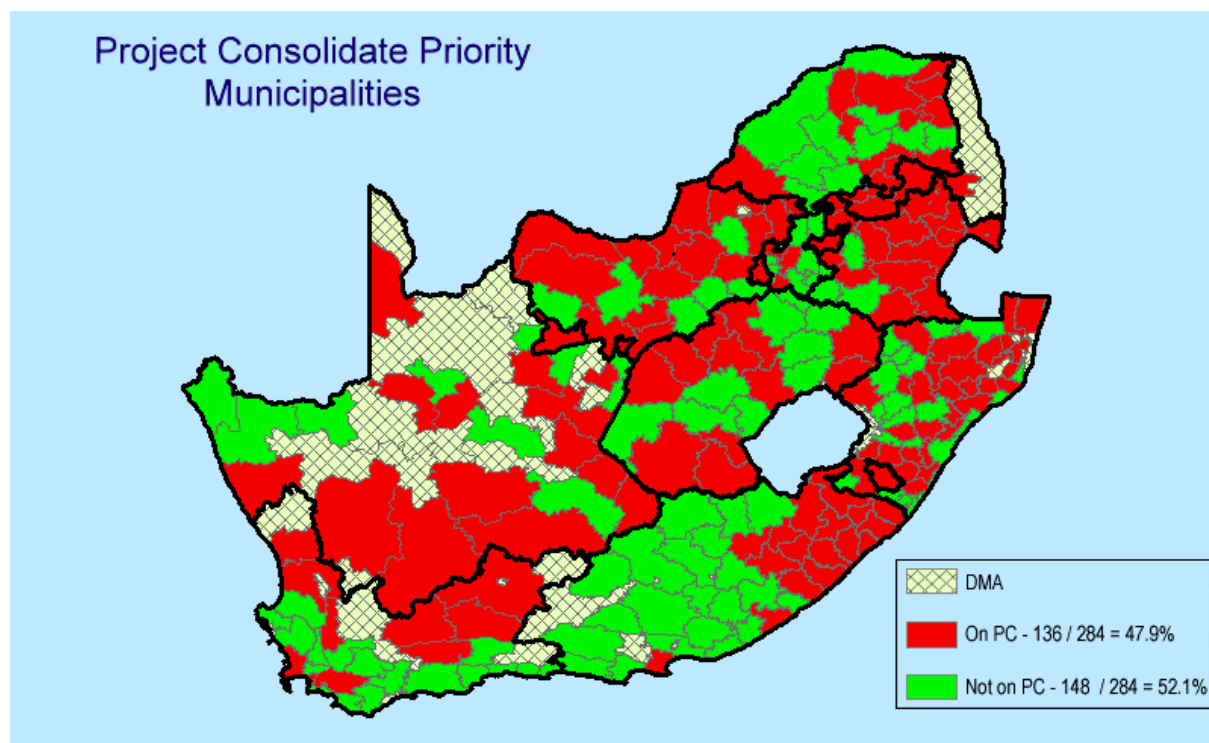 Project Consolidate Priority
Municipalities
DMA
On PC - 136 / 284 = 47.9%
Not on PC - 148 / 284 = 52.1%